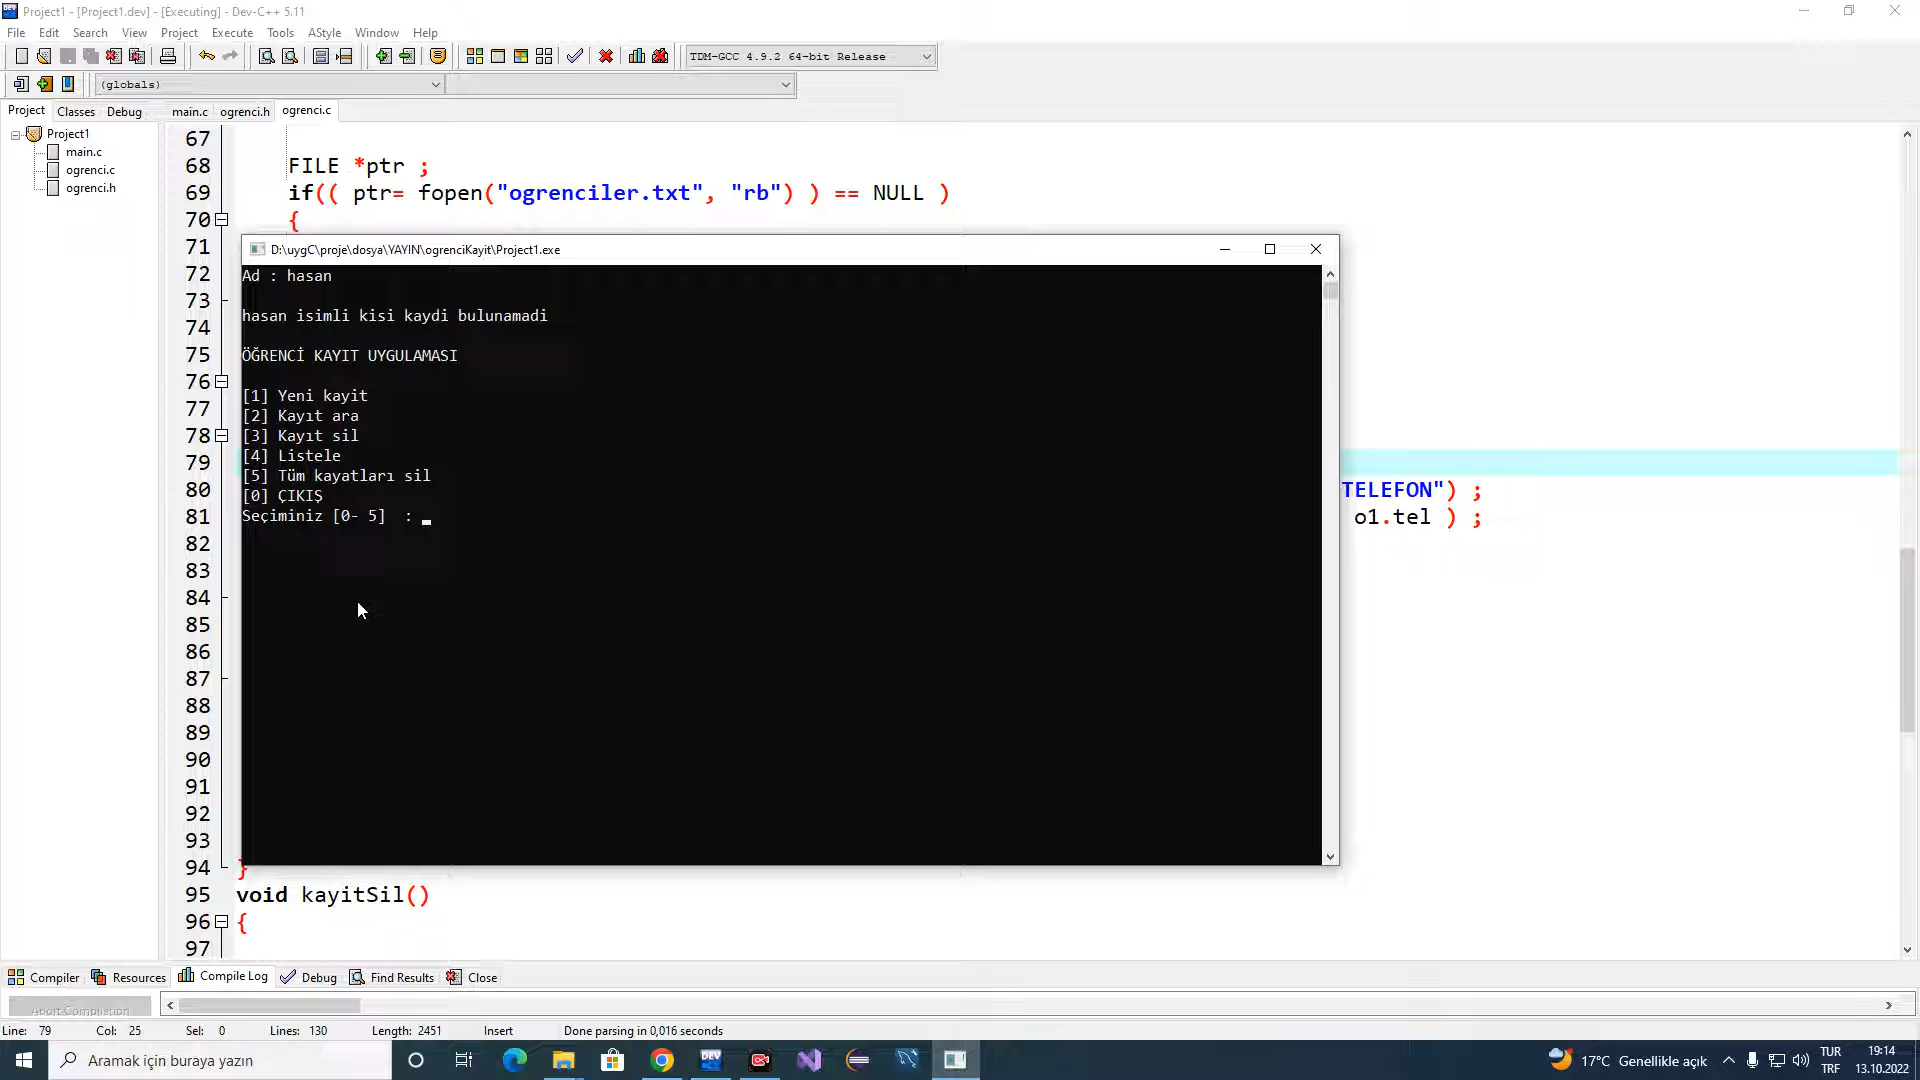 Project1 - [Project1.dev] - [Executing] - Dev-C++ 5.11
File Edit Search View Project Execute Tools AStyle Window Help
TDM-GCC 4.9.2 64-bit Release
(globals)
Project Classes Debug main.c ogrenci.h ogrenci.c
Project1
main.c
ogrenci.c
ogrenci.h
67
68 FILE *ptr ;
69 if(( ptr= fopen("ogrenciler.txt", "rb") ) == NULL )
70 {
71
72
73
74
75
76
77
78
79
80 TELEFON") ;
81 o1.tel ) ;
82
83
84
85
86
87
88
89
90
91
92
93
94 }
95 void kayitSil()
96 {
97
D:\uygC\proje\dosya\YAYIN\ogrenciKayit\Project1.exe
Ad : hasan
hasan isimli kisi kaydi bulunamadi
ÖĞRENCİ KAYIT UYGULAMASI
[1] Yeni kayit
[2] Kayıt ara
[3] Kayıt sil
[4] Listele
[5] Tüm kayatları sil
[0] ÇIKIŞ
Seçiminiz [0- 5]  :
Compiler Resources Compile Log Debug Find Results Close
Abort Compilation
Line: 79 Col: 25 Sel: 0 Lines: 130 Length: 2451 Insert Done parsing in 0,016 seconds
Aramak için buraya yazın
DEV
17°C Genellikle açık
TUR
TRF
19:14
13.10.2022